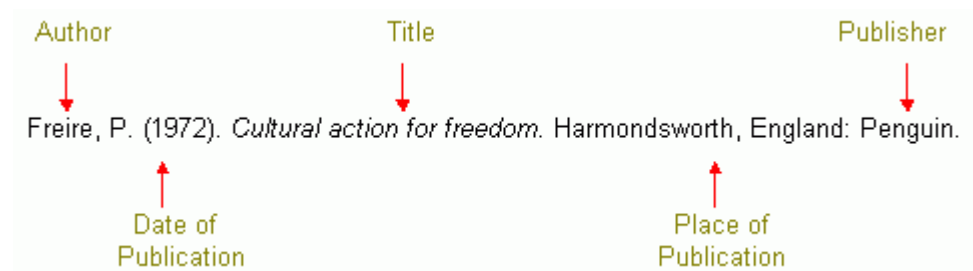 Author Title Publisher
Freire, P. (1972). Cultural action for freedom. Harmondsworth, England: Penguin.
Date of Place of
Publication Publication